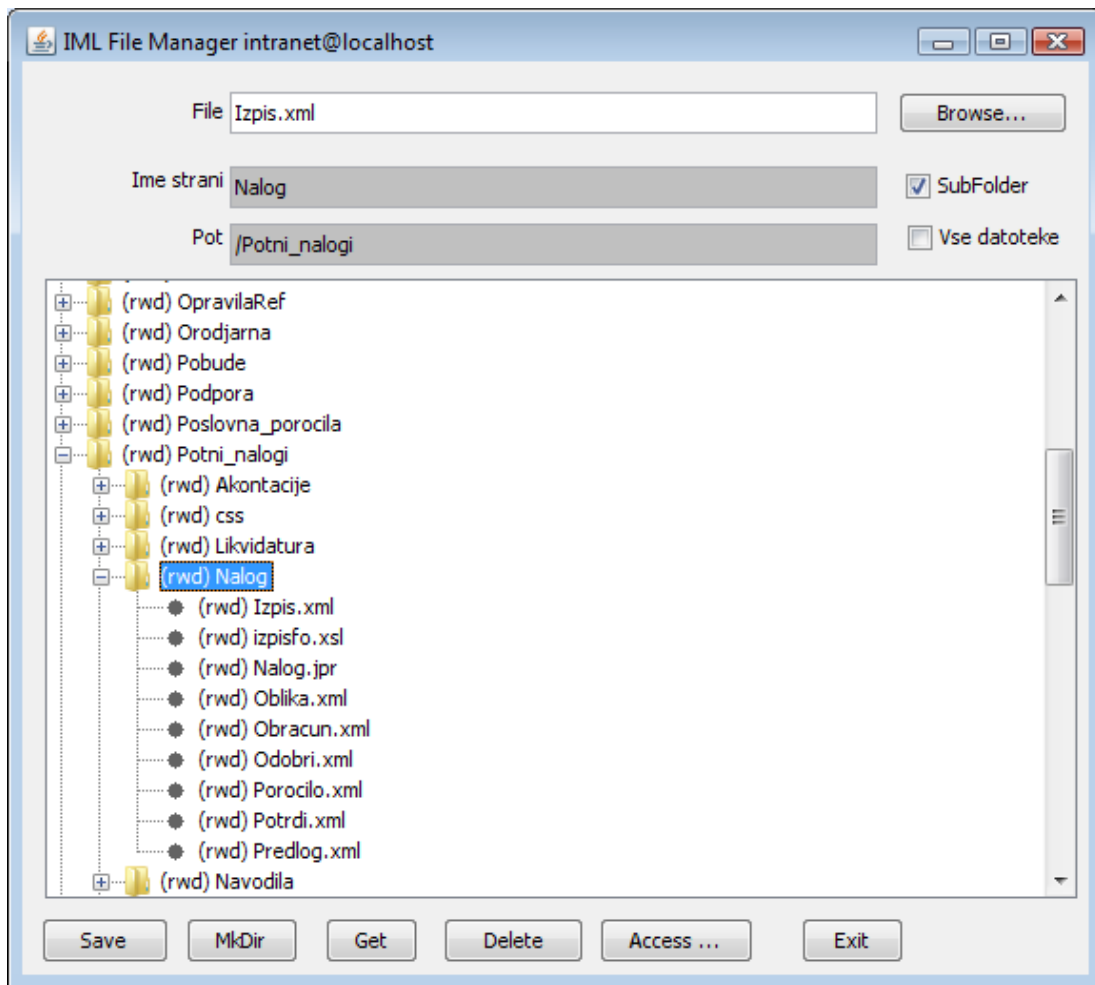 IML File Manager intranet@localhost
File Izpis.xml Browse...
Ime strani Nalog SubFolder
Pot /Potni_nalogi Vse datoteke
(rwd) OpravilaRef
(rwd) Orodjarna
(rwd) Pobude
(rwd) Podpora
(rwd) Poslovna_porocila
(rwd) Potni_nalogi
(rwd) Akontacije
(rwd) css
(rwd) Likvidatura
(rwd) Nalog
(rwd) Izpis.xml
(rwd) izpisfo.xsl
(rwd) Nalog.jpr
(rwd) Oblika.xml
(rwd) Obracun.xml
(rwd) Odobri.xml
(rwd) Porocilo.xml
(rwd) Potrdi.xml
(rwd) Predlog.xml
(rwd) Navodila
Save MkDir Get Delete Access ... Exit